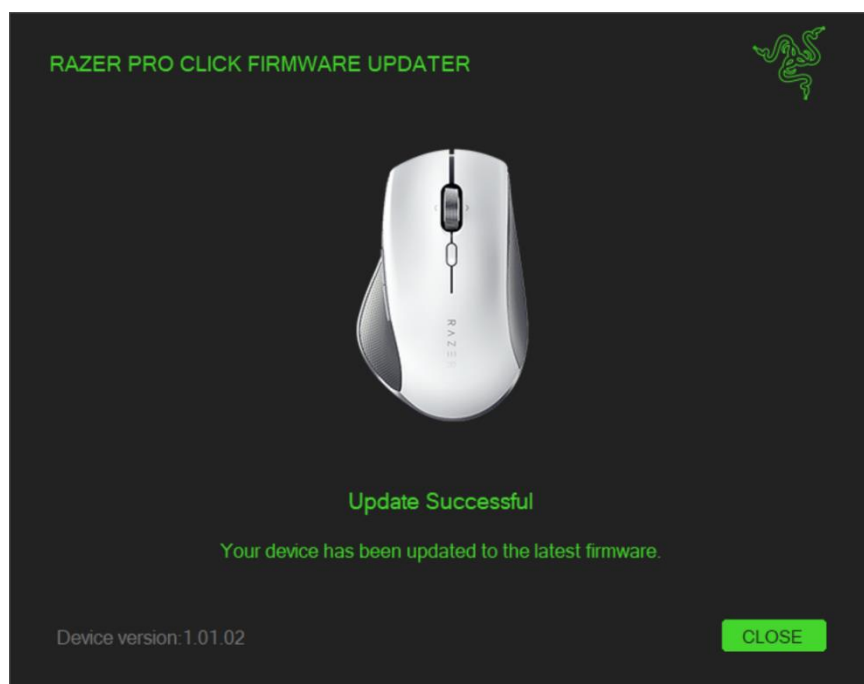 RAZER PRO CLICK FIRMWARE UPDATER
RAZER
Update Successful
Your device has been updated to the latest firmware.
Device version:1.01.02
CLOSE